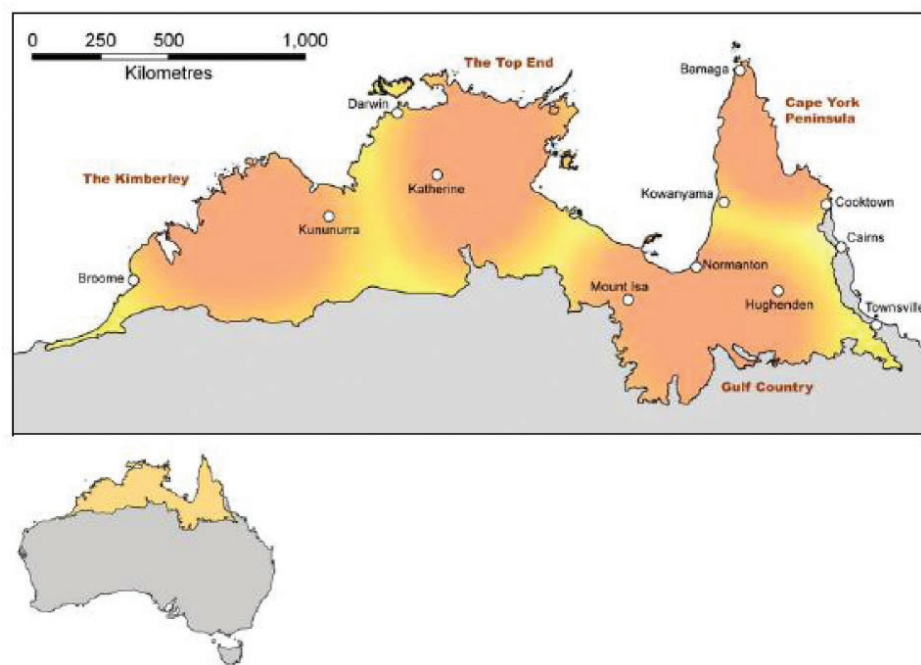 0 250 500 1,000
Kilometres
The Top End
Bamaga
Darwin
Cape York
Peninsula
The Kimberley
Katherine
Kowanyama
Cooktown
Kununurra
Cairns
Broome
Normanton
Mount Isa
Hughenden
Townsville
Gulf Country